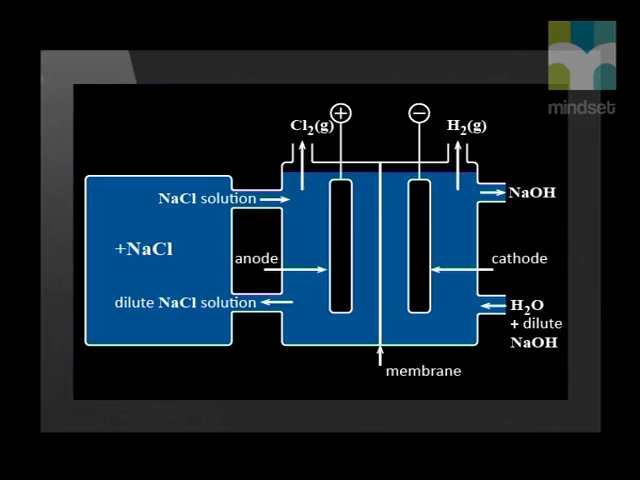 mindset
+
−
Cl₂(g)
H₂(g)
NaCl solution
NaOH
+NaCl
anode
cathode
dilute NaCl solution
H₂O
+ dilute
NaOH
membrane